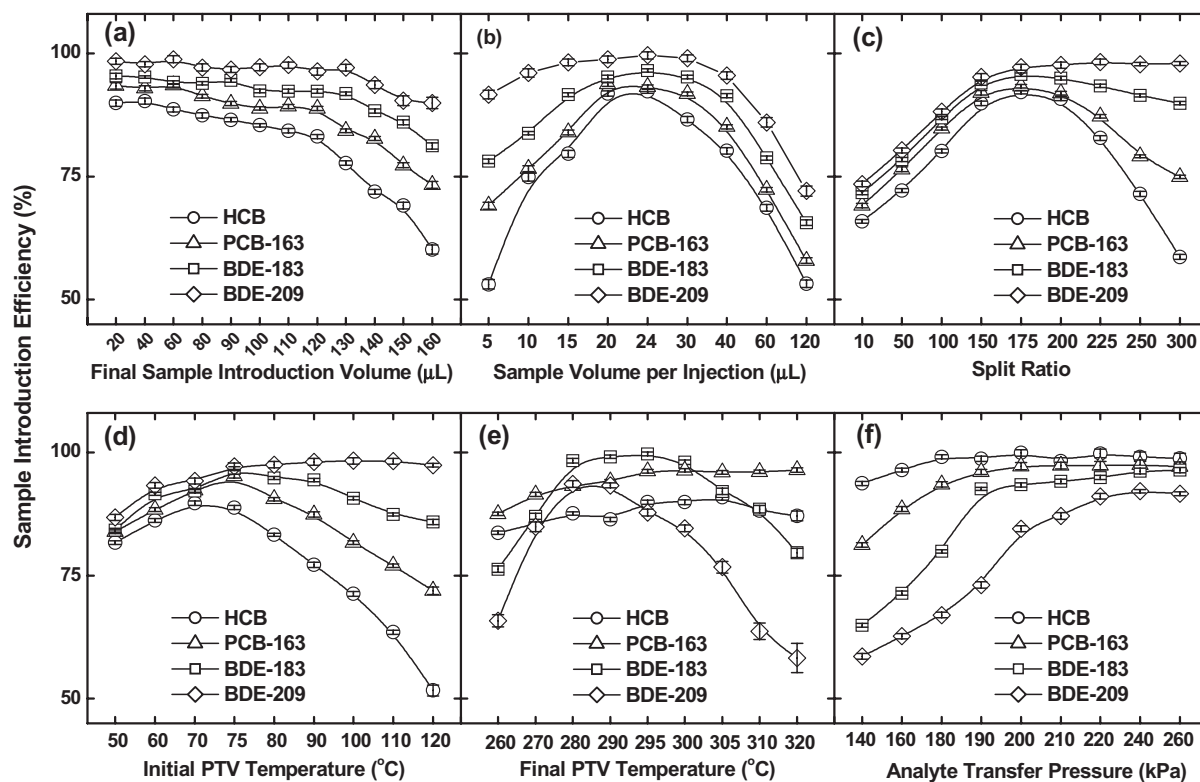 Sample Introduction Efficiency (%)
(a)
100
75
50
HCB
PCB-163
BDE-183
BDE-209
20 40 60 80 90 100 110 120 130 140 150 160
Final Sample Introduction Volume (μL)
(b)
HCB
PCB-163
BDE-183
BDE-209
5 10 15 20 24 30 40 60 120
Sample Volume per Injection (μL)
(c)
HCB
PCB-163
BDE-183
BDE-209
10 50 100 150 175 200 225 250 300
Split Ratio
(d)
100
75
50
HCB
PCB-163
BDE-183
BDE-209
50 60 70 75 80 90 100 110 120
Initial PTV Temperature (°C)
(e)
HCB
PCB-163
BDE-183
BDE-209
260 270 280 290 295 300 305 310 320
Final PTV Temperature (°C)
(f)
HCB
PCB-163
BDE-183
BDE-209
140 160 180 190 200 210 220 240 260
Analyte Transfer Pressure (kPa)